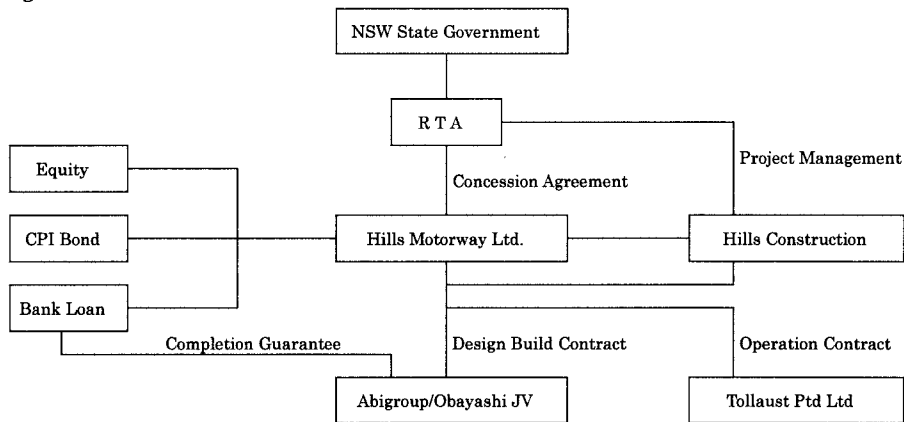 NSW State Government
R T A
Project Management
Equity
Concession Agreement
CPI Bond
Hills Motorway Ltd.
Hills Construction
Bank Loan
Completion Guarantee
Design Build Contract
Operation Contract
Abigroup/Obayashi JV
Tollaust Ptd Ltd